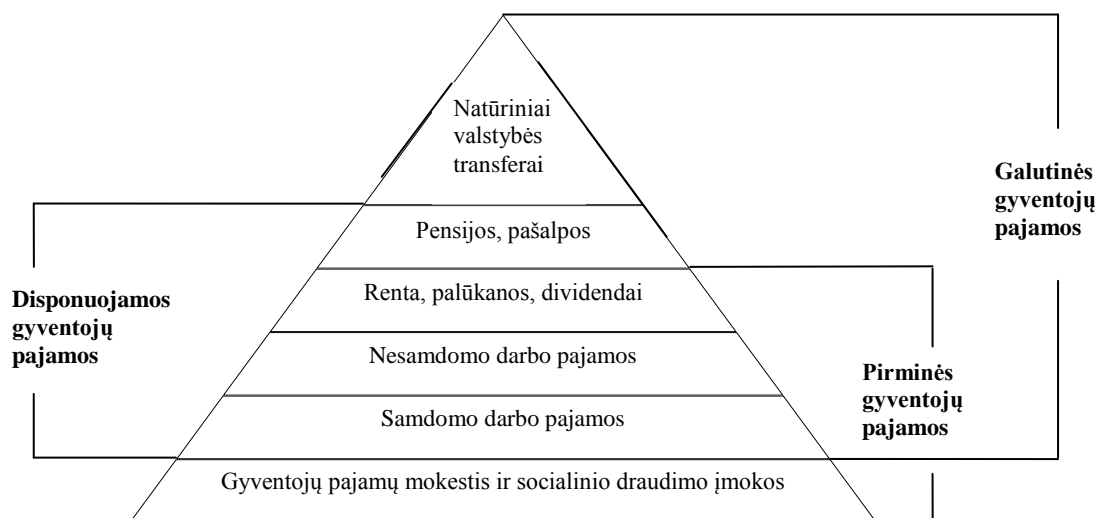 Natūriniai
valstybės
transferai
Galutinės
gyventojų
pajamos
Pensijos, pašalpos
Renta, palūkanos, dividendai
Disponuojamos
gyventojų
pajamos
Nesamdomo darbo pajamos
Pirminės
gyventojų
pajamos
Samdomo darbo pajamos
Gyventojų pajamų mokestis ir socialinio draudimo įmokos